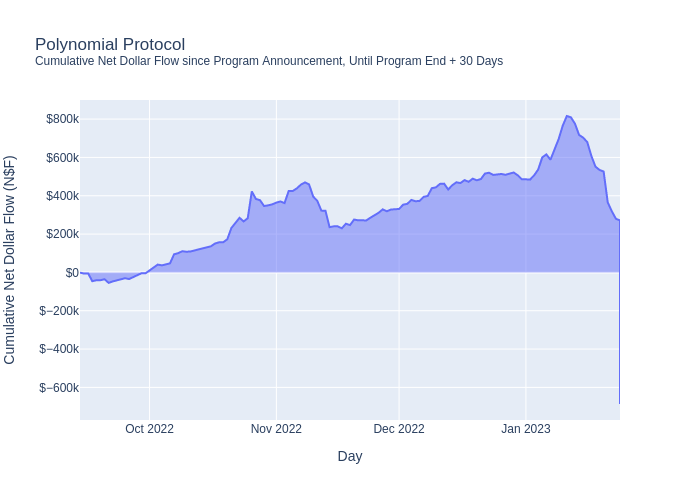 Polynomial Protocol
Cumulative Net Dollar Flow since Program Announcement, Until Program End + 30 Days
Cumulative Net Dollar Flow (N$F)
$800k
$600k
$400k
$200k
$0
$−200k
$−400k
$−600k
Oct 2022
Nov 2022
Dec 2022
Jan 2023
Day